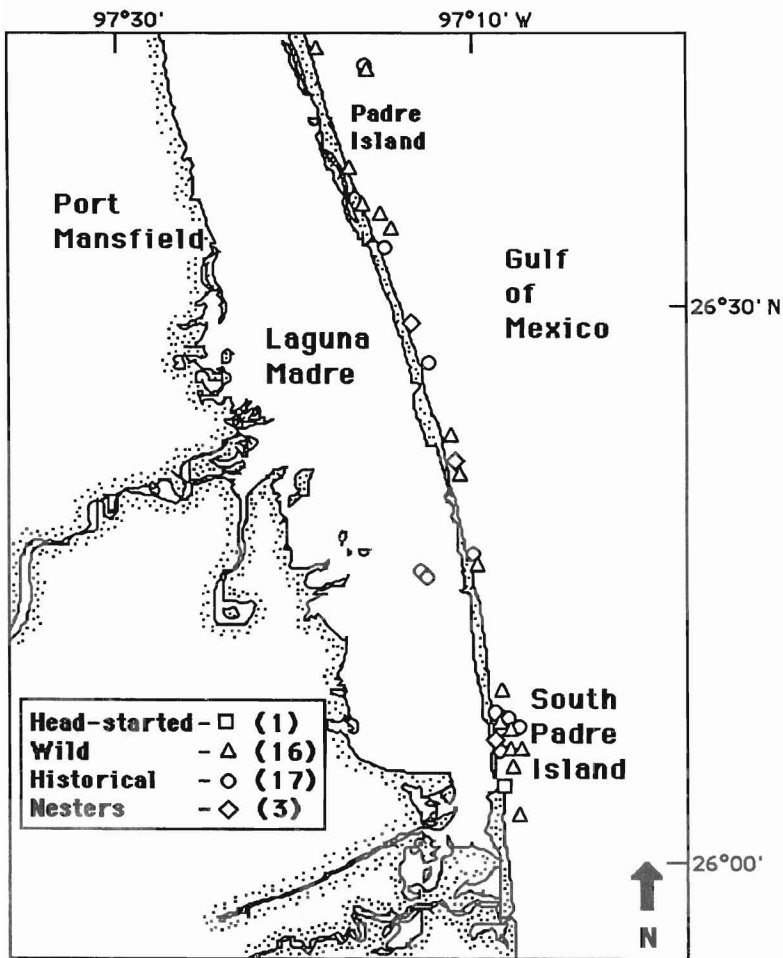 97°30'
97°10' W
Padre
Island
Port
Mansfield
Gulf
of
Mexico
26°30' N
Laguna
Madre
South
Padre
Island
Head-started - □ (1)
Wild - △ (16)
Historical - ○ (17)
Nesters - ◇ (3)
26°00'
N